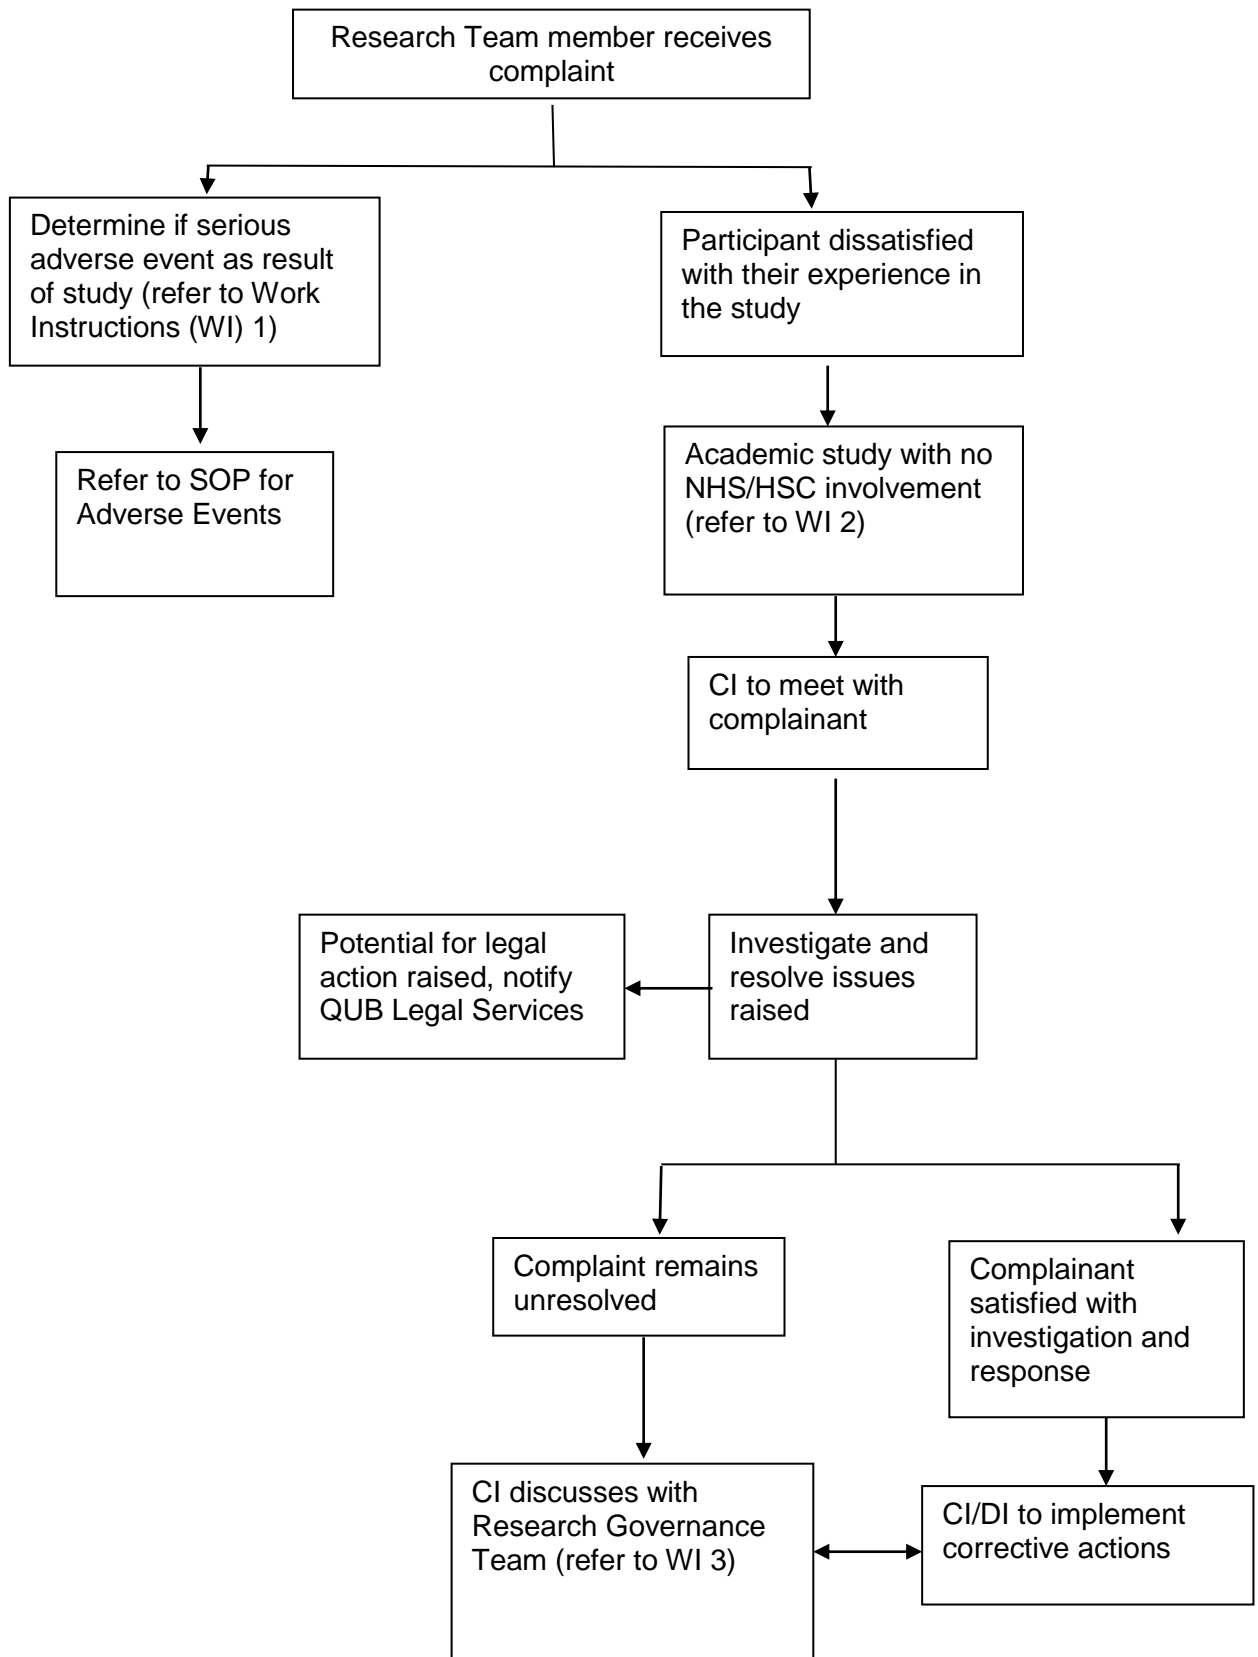 Research Team member receives
complaint
Determine if serious
adverse event as result
of study (refer to Work
Instructions (WI) 1)
Participant dissatisfied
with their experience in
the study
Refer to SOP for
Adverse Events
Academic study with no
NHS/HSC involvement
(refer to WI 2)
CI to meet with
complainant
Potential for legal
action raised, notify
QUB Legal Services
Investigate and
resolve issues
raised
Complaint remains
unresolved
Complainant
satisfied with
investigation and
response
CI discusses with
Research Governance
Team (refer to WI 3)
CI/DI to implement
corrective actions